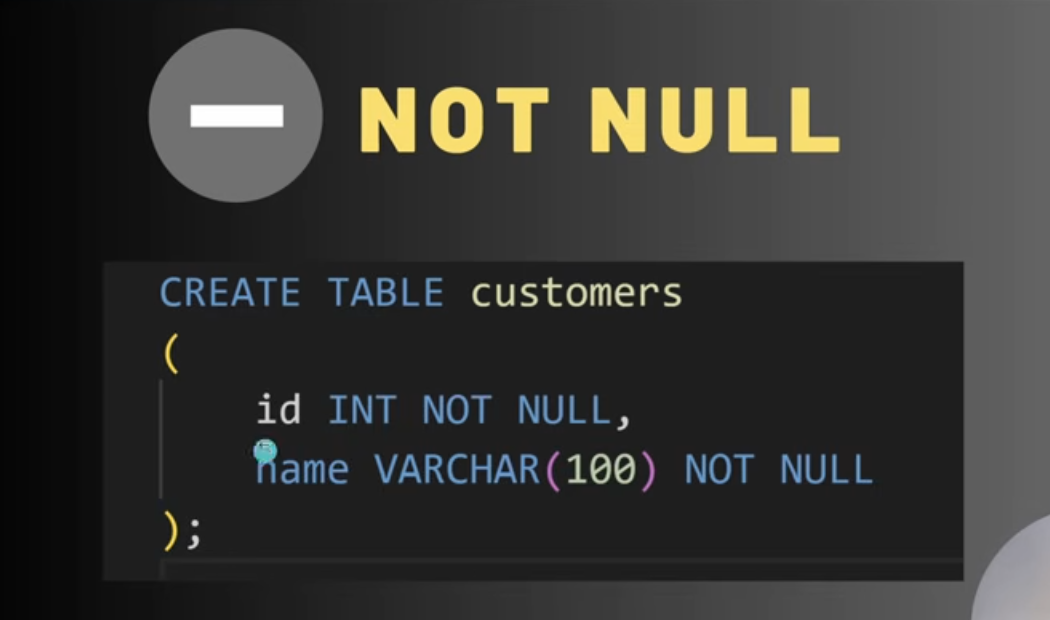 NOT NULL
CREATE TABLE customers
(
id INT NOT NULL,
name VARCHAR(100) NOT NULL
);